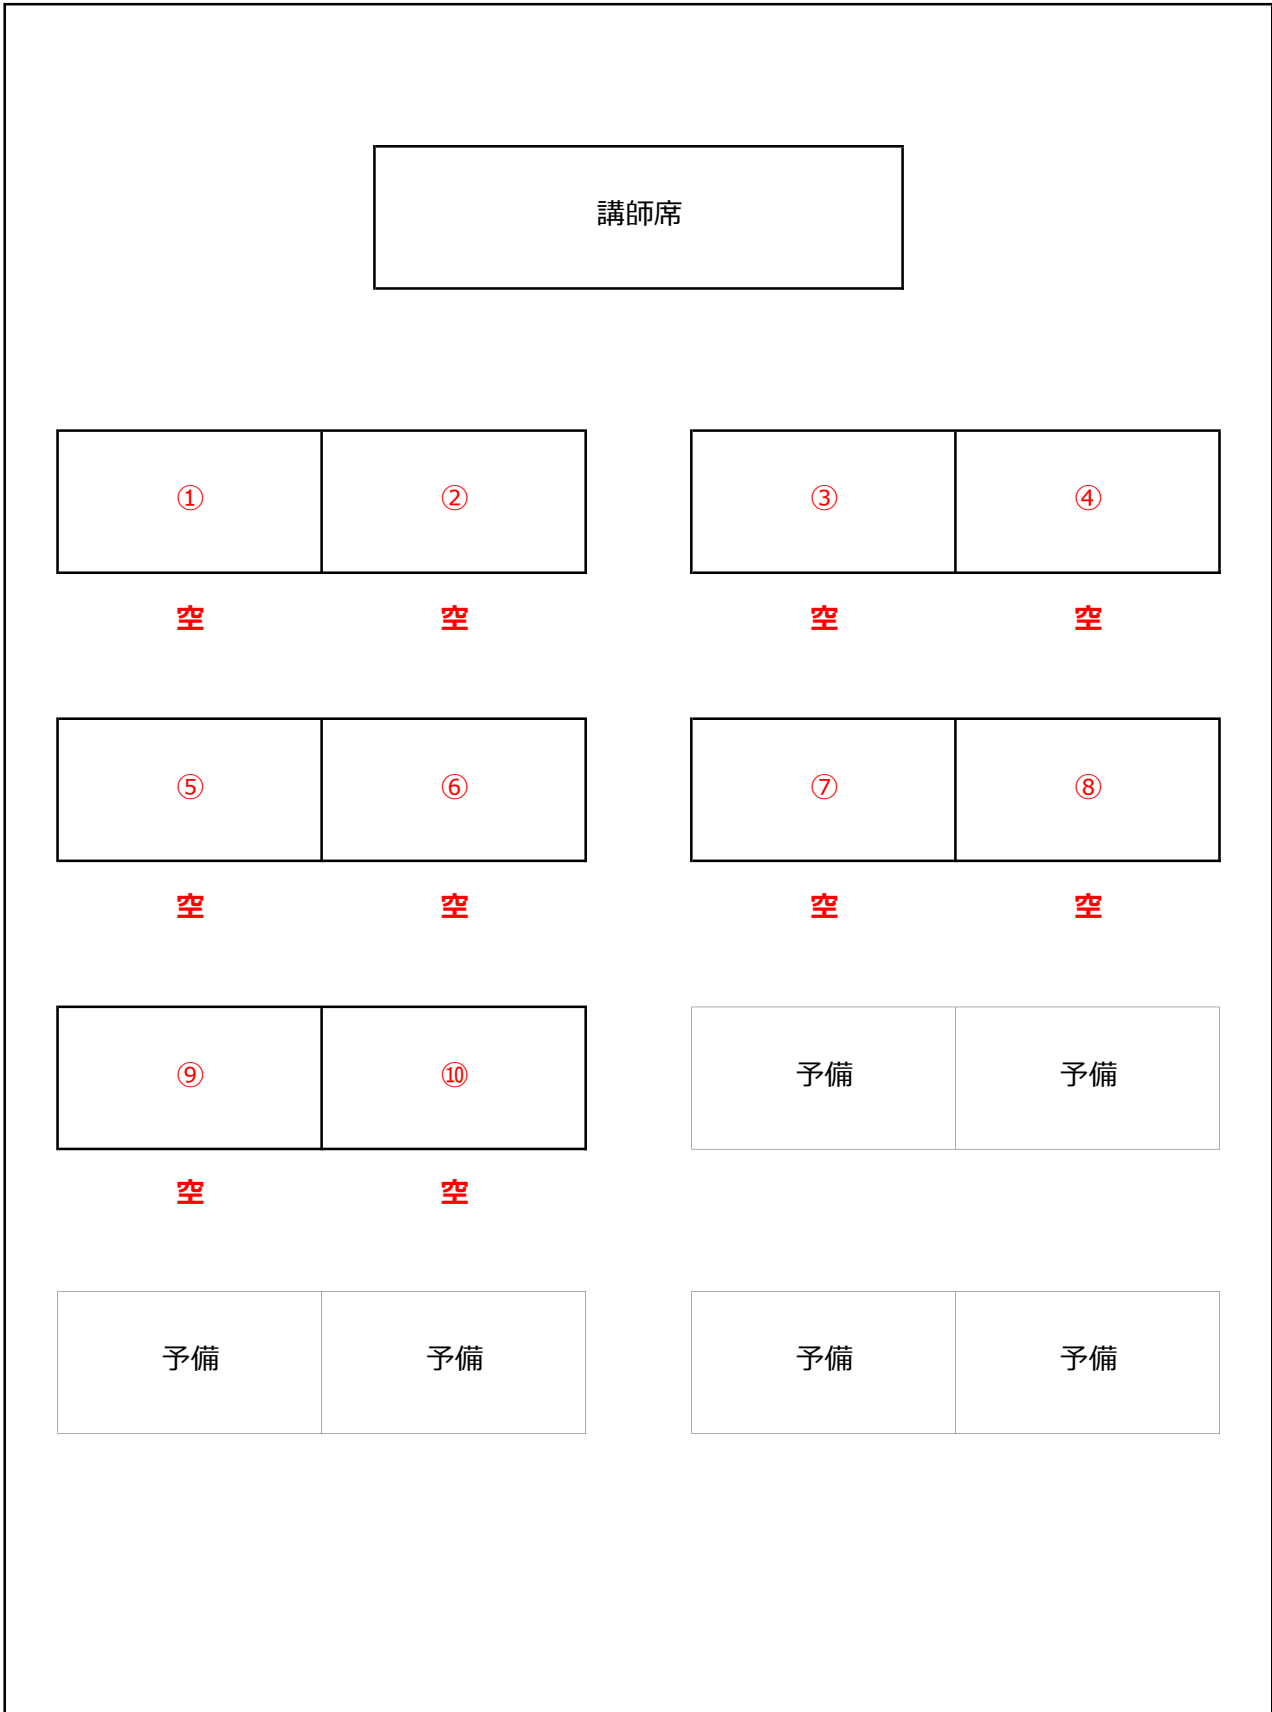 講師席
① ② ③ ④
空 空 空 空
⑤ ⑥ ⑦ ⑧
空 空 空 空
⑨ ⑩ 予備 予備
空 空
予備 予備 予備 予備